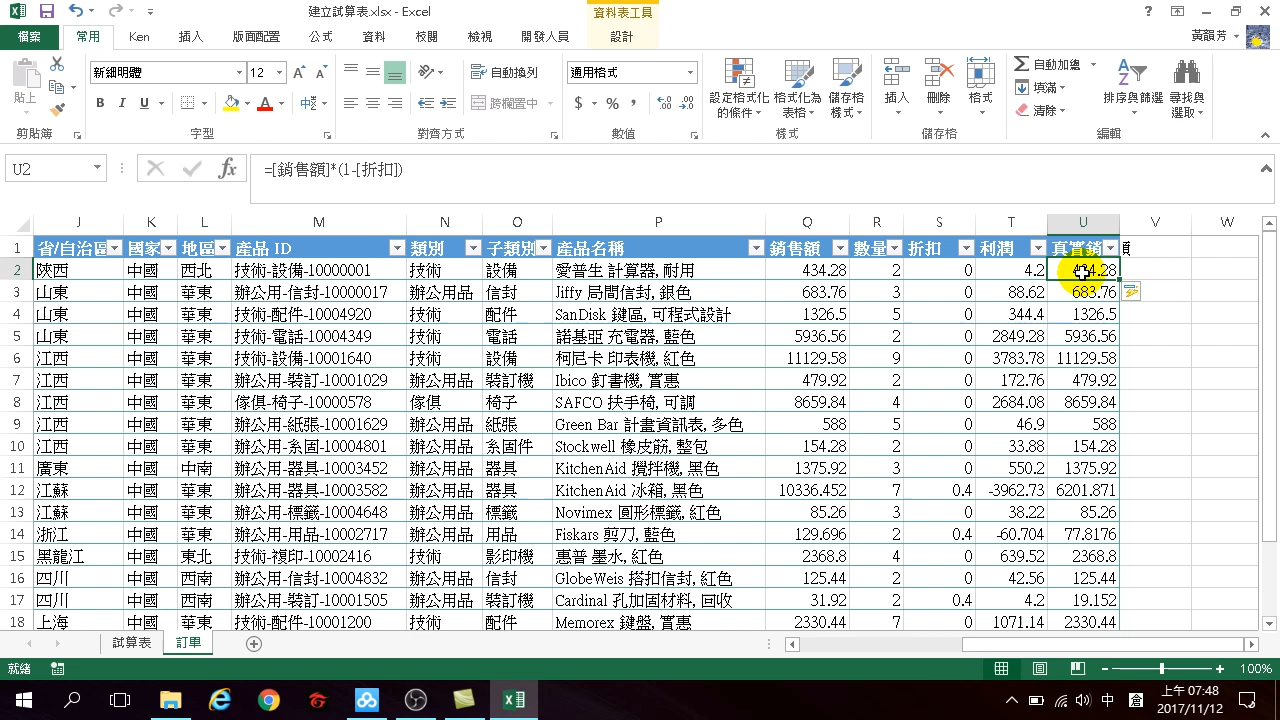 建立試算表.xlsx - Excel
資料表工具
檔案 常用 Ken 插入 版面配置 公式 資料 校閱 檢視 開發人員 設計 黃韻芳
貼上 新細明體 12 自動換列 通用格式 設定格式化的條件 格式化為表格 儲存格樣式 插入 刪除 格式 自動加總 填滿 清除 排序與篩選 尋找與選取
B I U A 中 跨欄置中 $ % ,
剪貼簿 字型 對齊方式 數值 樣式 儲存格 編輯
U2 fx =[銷售額]*(1-[折扣])
J K L M N O P Q R S T U V W
1 省/自治區 國家 地區 產品 ID 類別 子類別 產品名稱 銷售額 數量 折扣 利潤 真實銷
2 陝西 中國 西北 技術-設備-10000001 技術 設備 愛普生 計算器, 耐用 434.28 2 0 4.2 434.28
3 山東 中國 華東 辦公用-信封-10000017 辦公用品 信封 Jiffy 局間信封, 銀色 683.76 3 0 88.62 683.76
4 山東 中國 華東 技術-配件-10004920 技術 配件 SanDisk 鍵區, 可程式設計 1326.5 5 0 344.4 1326.5
5 山東 中國 華東 技術-電話-10004349 技術 電話 諾基亞 充電器, 藍色 5936.56 2 0 2849.28 5936.56
6 江西 中國 華東 技術-設備-10001640 技術 設備 柯尼卡 印表機, 紅色 11129.58 9 0 3783.78 11129.58
7 江西 中國 華東 辦公用-裝訂-10001029 辦公用品 裝訂機 Ibico 釘書機, 實惠 479.92 2 0 172.76 479.92
8 江西 中國 華東 傢俱-椅子-10000578 傢俱 椅子 SAFCO 扶手椅, 可調 8659.84 4 0 2684.08 8659.84
9 江西 中國 華東 辦公用-紙張-10001629 辦公用品 紙張 Green Bar 計畫資訊表, 多色 588 5 0 46.9 588
10 江西 中國 華東 辦公用-系固-10004801 辦公用品 系固件 Stockwell 橡皮筋, 整包 154.28 2 0 33.88 154.28
11 廣東 中國 中南 辦公用-器具-10003452 辦公用品 器具 KitchenAid 攪拌機, 黑色 1375.92 3 0 550.2 1375.92
12 江蘇 中國 華東 辦公用-器具-10003582 辦公用品 器具 KitchenAid 冰箱, 黑色 10336.452 7 0.4 -3962.73 6201.871
13 江蘇 中國 華東 辦公用-標籤-10004648 辦公用品 標籤 Novimex 圓形標籤, 紅色 85.26 3 0 38.22 85.26
14 浙江 中國 華東 辦公用-用品-10002717 辦公用品 用品 Fiskars 剪刀, 藍色 129.696 2 0.4 -60.704 77.8176
15 黑龍江 中國 東北 技術-複印-10002416 技術 影印機 惠普 墨水, 紅色 2368.8 4 0 639.52 2368.8
16 四川 中國 西南 辦公用-信封-10004832 辦公用品 信封 GlobeWeis 搭扣信封, 紅色 125.44 2 0 42.56 125.44
17 四川 中國 西南 辦公用-裝訂-10001505 辦公用品 裝訂機 Cardinal 孔加固材料, 回收 31.92 2 0.4 4.2 19.152
18 上海 中國 華東 技術-配件-10001200 技術 配件 Memorex 鍵盤, 實惠 2330.44 7 0 1071.14 2330.44
試算表 訂單
就緒 100%
中 上午 07:48
2017/11/12